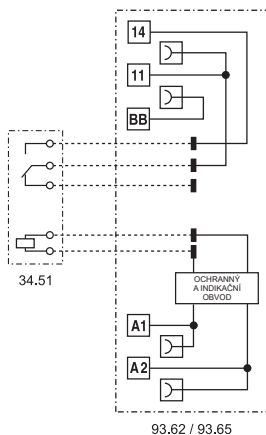 14
11
BB
34.51
OCHRANNÝ
A INDIKAČNÍ
OBVOD
A1
A2
93.62 / 93.65